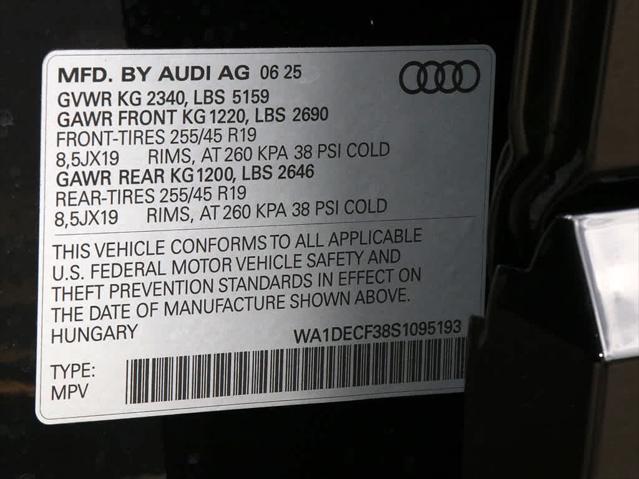 MFD. BY AUDI AG 06 25
GVWR KG 2340, LBS 5159
GAWR FRONT KG 1220, LBS 2690
FRONT-TIRES 255/45 R19
8,5JX19 RIMS, AT 260 KPA 38 PSI COLD
GAWR REAR KG1200, LBS 2646
REAR-TIRES 255/45 R19
8,5JX19 RIMS, AT 260 KPA 38 PSI COLD
THIS VEHICLE CONFORMS TO ALL APPLICABLE
U.S. FEDERAL MOTOR VEHICLE SAFETY AND
THEFT PREVENTION STANDARDS IN EFFECT ON
THE DATE OF MANUFACTURE SHOWN ABOVE.
HUNGARY WA1DECF38S1095193
TYPE:
MPV